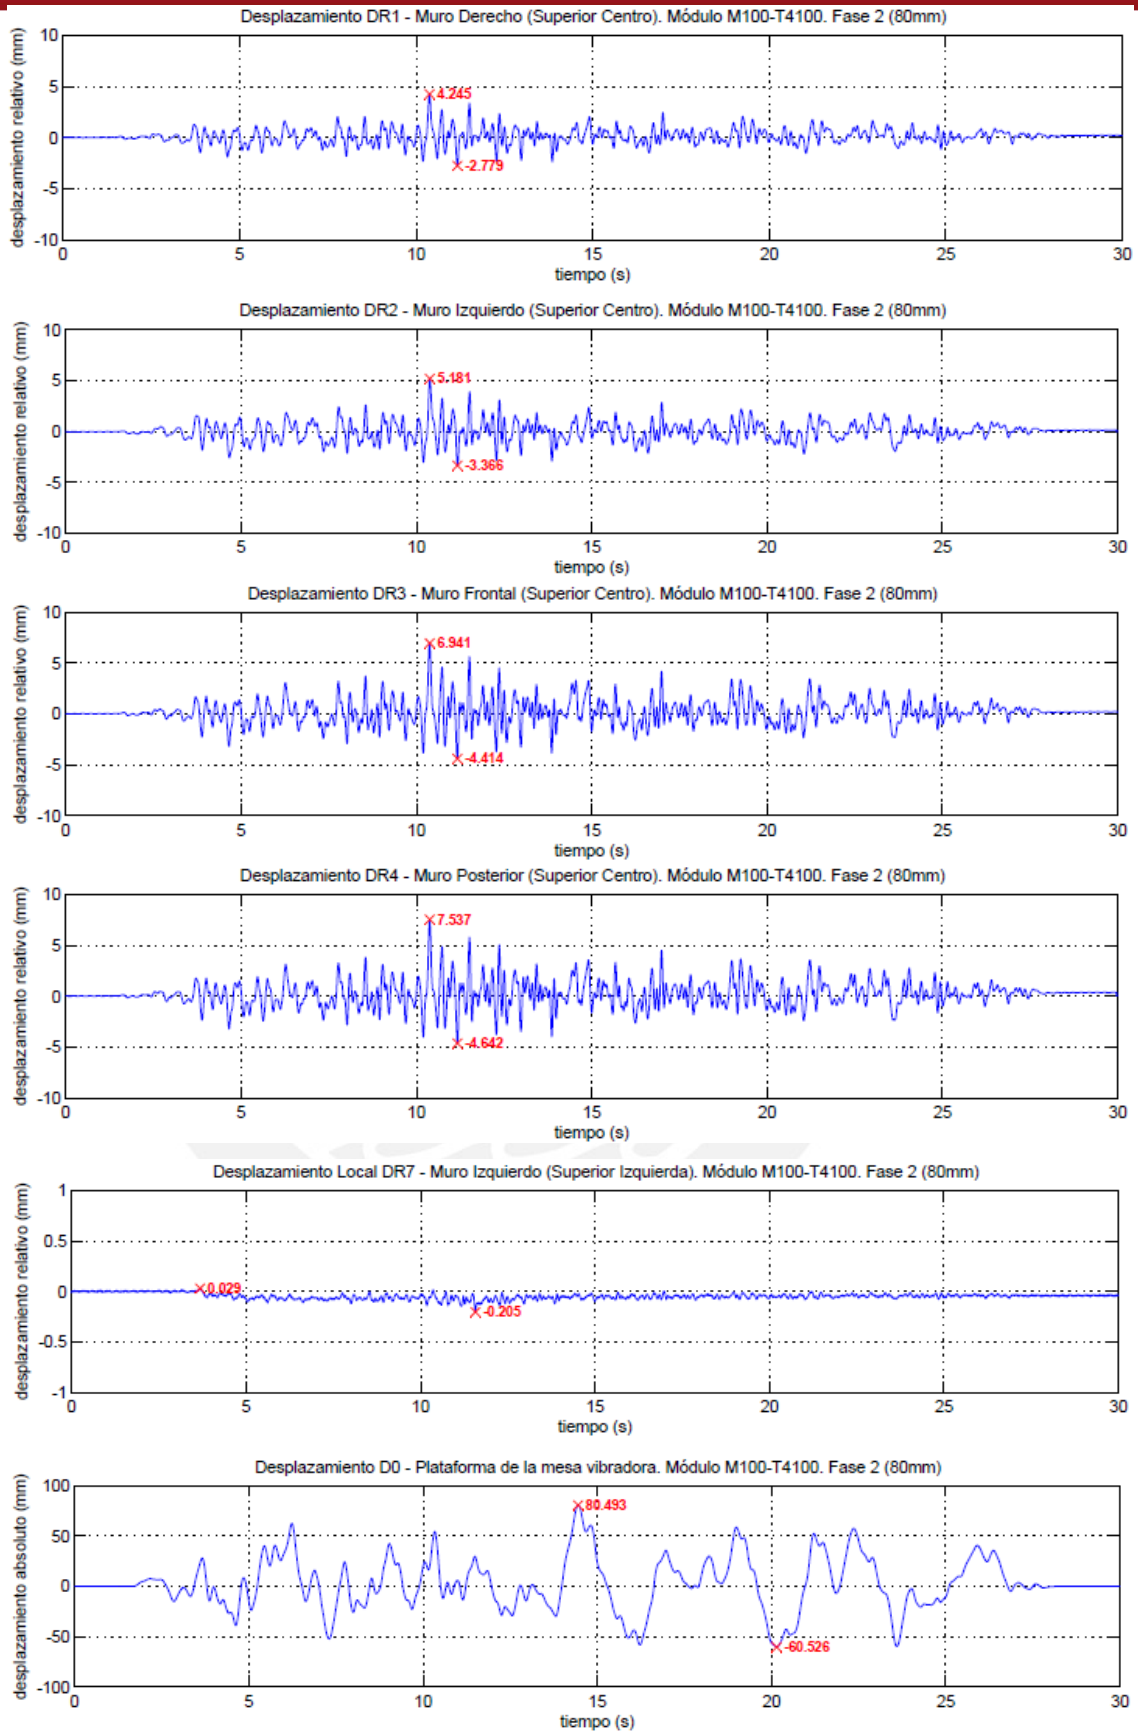 Desplazamiento DR1 - Muro Derecho (Superior Centro). Módulo M100-T4100. Fase 2 (80mm)
desplazamiento relativo (mm)
10
5
0
-5
-10
4.245
-2.779
0 5 10 15 20 25 30
tiempo (s)
Desplazamiento DR2 - Muro Izquierdo (Superior Centro). Módulo M100-T4100. Fase 2 (80mm)
desplazamiento relativo (mm)
10
5
0
-5
-10
5.181
-3.366
0 5 10 15 20 25 30
tiempo (s)
Desplazamiento DR3 - Muro Frontal (Superior Centro). Módulo M100-T4100. Fase 2 (80mm)
desplazamiento relativo (mm)
10
5
0
-5
-10
6.941
-4.414
0 5 10 15 20 25 30
tiempo (s)
Desplazamiento DR4 - Muro Posterior (Superior Centro). Módulo M100-T4100. Fase 2 (80mm)
desplazamiento relativo (mm)
10
5
0
-5
-10
7.537
-4.642
0 5 10 15 20 25 30
tiempo (s)
Desplazamiento Local DR7 - Muro Izquierdo (Superior Izquierda). Módulo M100-T4100. Fase 2 (80mm)
desplazamiento relativo (mm)
1
0.5
0
-0.5
-1
0.029
-0.205
0 5 10 15 20 25 30
tiempo (s)
Desplazamiento D0 - Plataforma de la mesa vibradora. Módulo M100-T4100. Fase 2 (80mm)
desplazamiento absoluto (mm)
100
50
0
-50
-100
80.493
-60.526
0 5 10 15 20 25 30
tiempo (s)